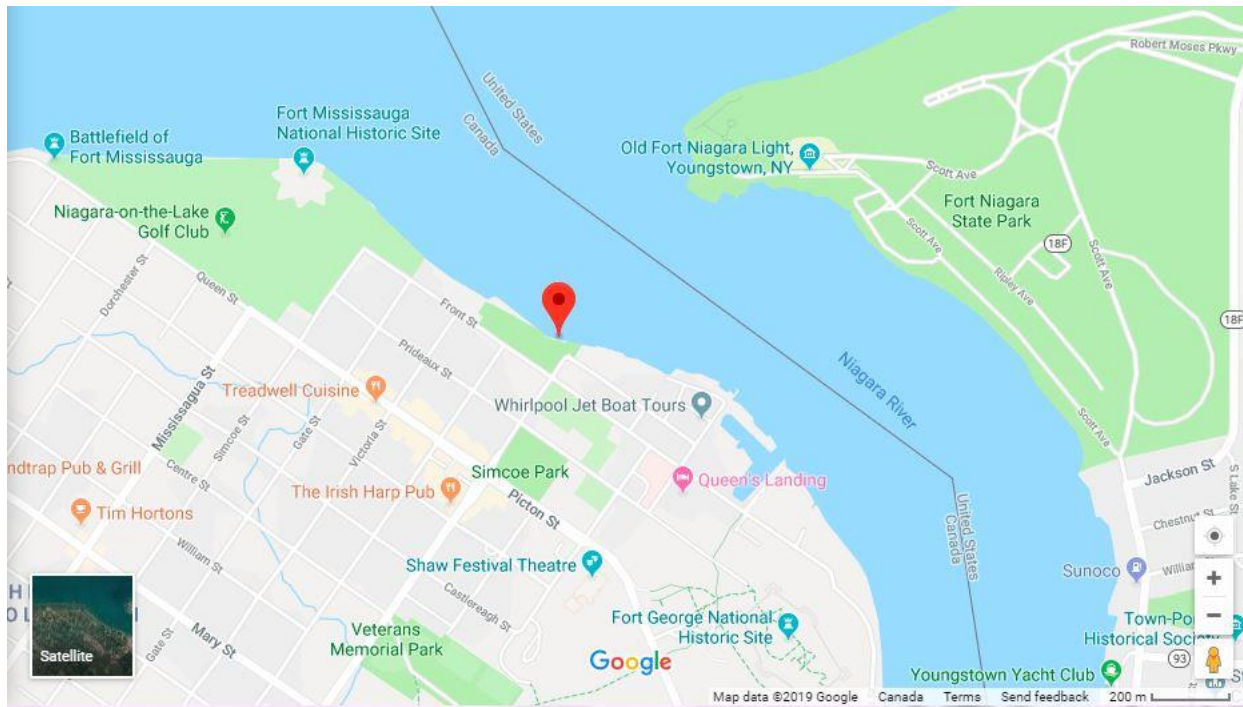 Robert Moses Pkwy
United States
Canada
Fort Mississauga
National Historic Site
Battlefield of
Fort Mississauga
Old Fort Niagara Light,
Youngstown, NY
Scott Ave
Fort Niagara
State Park
Niagara-on-the-Lake
Golf Club
Scott Ave
18F
Scott Ave
Ripley Ave
Dorchester St
Queen St
Front St
18F
Prideaux St
Niagara River
Mississagua St
Treadwell Cuisine
Whirlpool Jet Boat Tours
Simcoe St
Gate St
Victoria St
Scott Ave
ndtrap Pub & Grill
Centre St
Simcoe Park
Queen's Landing
Jackson St
S Lake St
The Irish Harp Pub
Picton St
Tim Hortons
United States
Canada
Chestnut St
William St
Shaw Festival Theatre
Sunoco
Willia
Castlereagh St
Fort George National
Historic Site
Town-Po
Historical Society
Satellite
Gate St
Mary St
Veterans
Memorial Park
Google
93
Youngstown Yacht Club
St
Map data ©2019 Google Canada Terms Send feedback 200 m